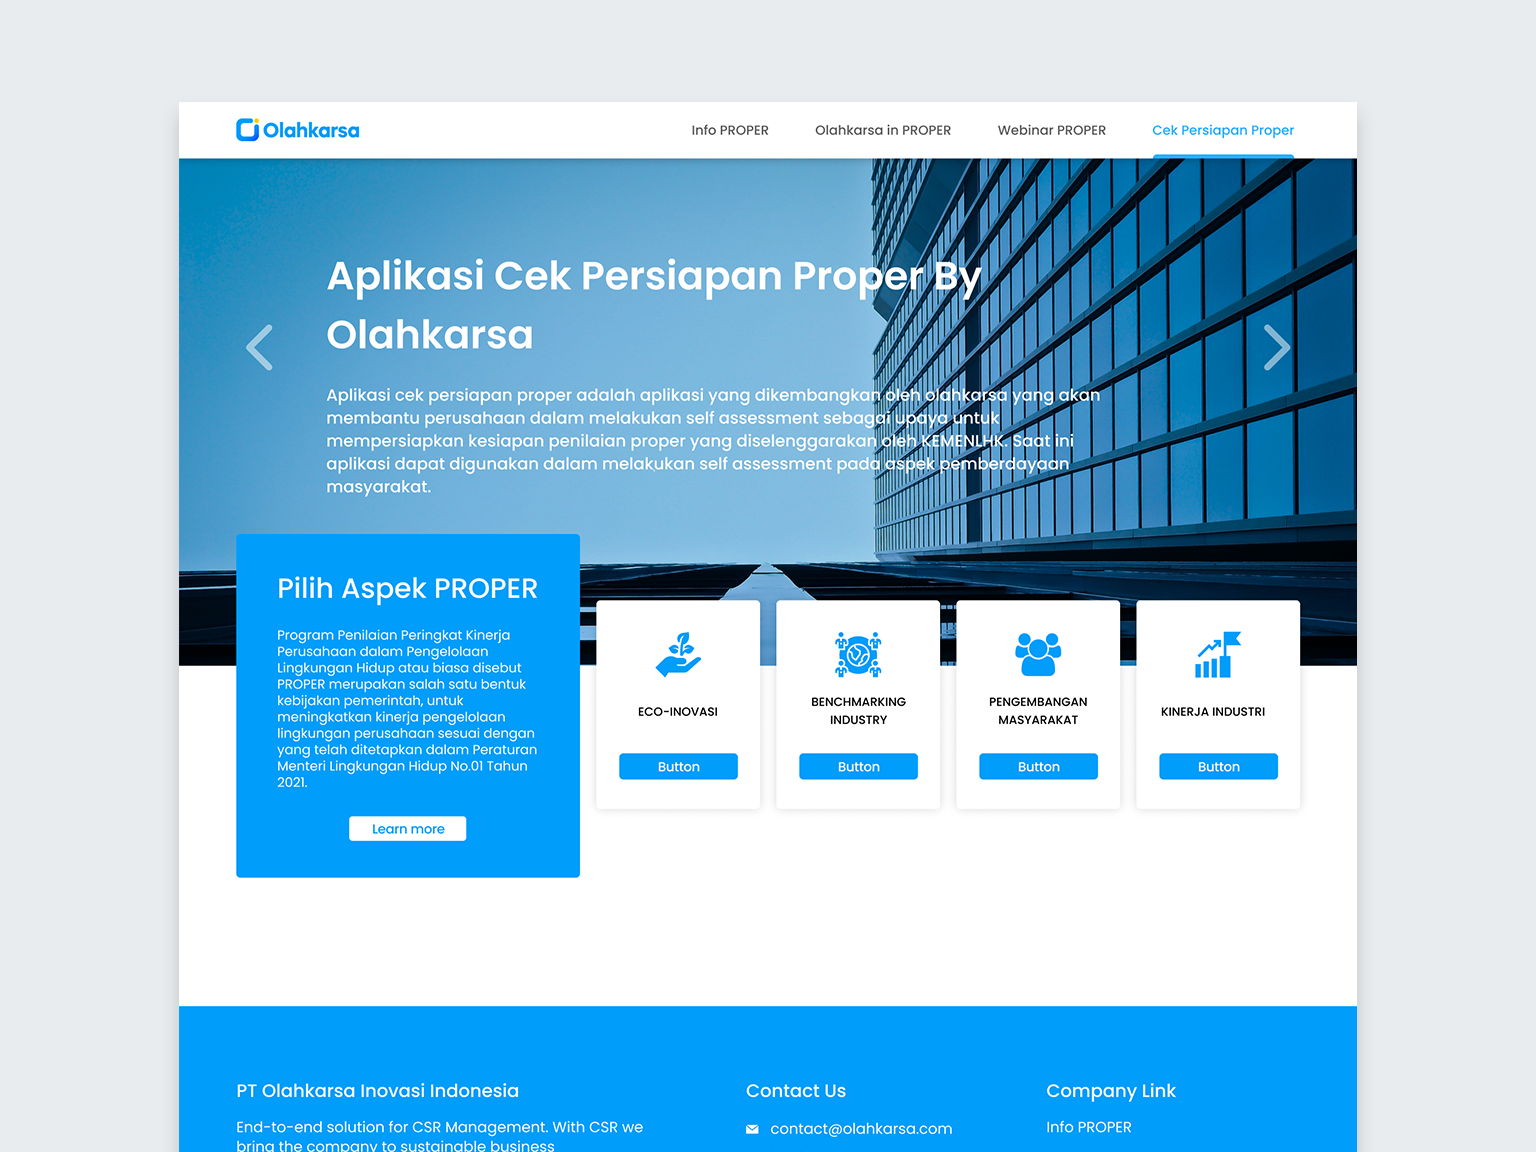 Olahkarsa
Info PROPER
Olahkarsa in PROPER
Webinar PROPER
Cek Persiapan Proper
Aplikasi Cek Persiapan Proper By
Olahkarsa
Aplikasi cek persiapan proper adalah aplikasi yang dikembangkan oleh olahkarsa yang akan
membantu perusahaan dalam melakukan self assessment sebagai upaya untuk
mempersiapkan kesiapan penilaian proper yang diselenggarakan oleh KEMENLHK. Saat ini
aplikasi dapat digunakan dalam melakukan self assessment pada aspek pemberdayaan
masyarakat.
Pilih Aspek PROPER
Program Penilaian Peringkat Kinerja
Perusahaan dalam Pengelolaan
Lingkungan Hidup atau biasa disebut
PROPER merupakan salah satu bentuk
kebijakan pemerintah, untuk
meningkatkan kinerja pengelolaan
lingkungan perusahaan sesuai dengan
yang telah ditetapkan dalam Peraturan
Menteri Lingkungan Hidup No.01 Tahun
2021.
Learn more
ECO-INOVASI
Button
BENCHMARKING
INDUSTRY
Button
PENGEMBANGAN
MASYARAKAT
Button
KINERJA INDUSTRI
Button
PT Olahkarsa Inovasi Indonesia
End-to-end solution for CSR Management. With CSR we
bring the company to sustainable business
Contact Us
contact@olahkarsa.com
Company Link
Info PROPER